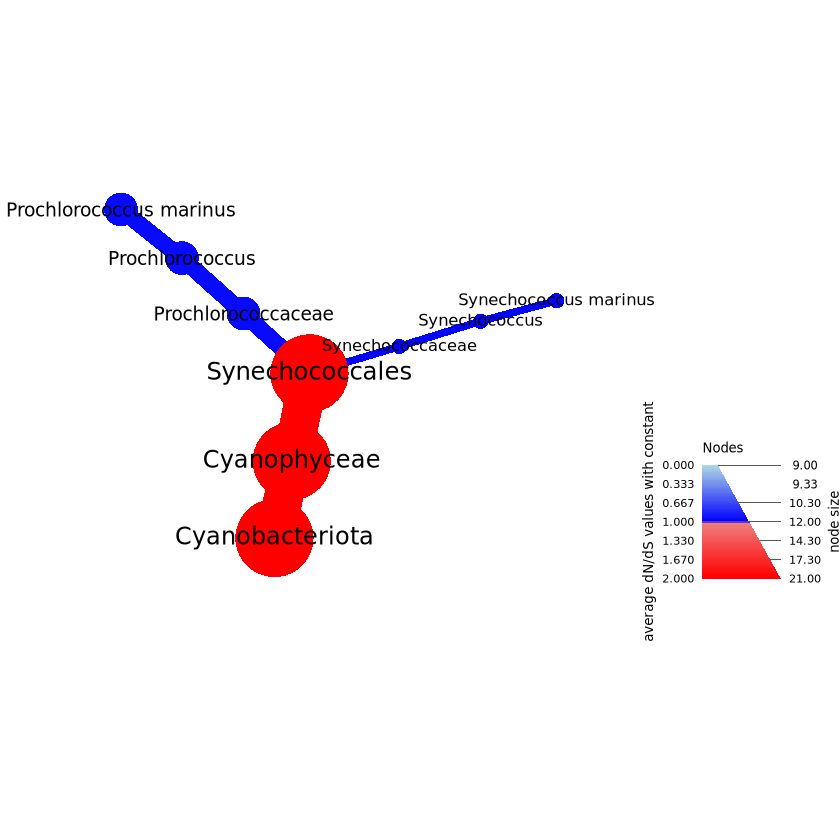 Prochlorococcus marinus
Prochlorococcus
Prochlorococcaceae
Synechococcus marinus
Synechococcus
Synechococcaceae
Synechococcales
Cyanophyceae
Cyanobacteriota
average dN/dS values with constant
Nodes
0.000 9.00
0.333 9.33
0.667 10.30
1.000 12.00
1.330 14.30
1.670 17.30
2.000 21.00
node size